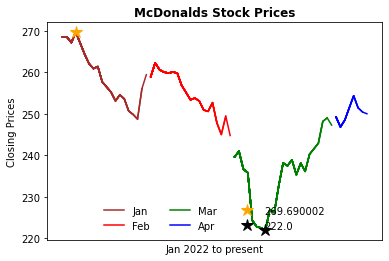 McDonalds Stock Prices
270
260
250
240
230
220
Closing Prices
Jan Mar 269.690002
Feb Apr 222.0
Jan 2022 to present